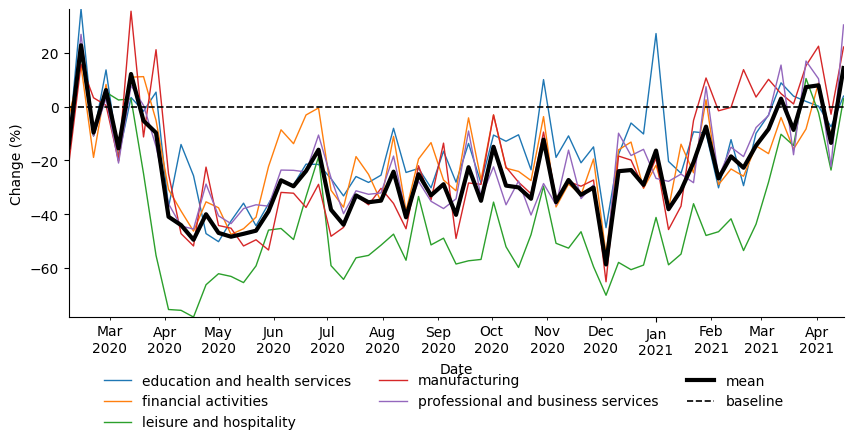 20
0
−20
−40
−60
Change (%)
Mar Apr May Jun Jul Aug Sep Oct Nov Dec Jan Feb Mar Apr
2020 2020 2020 2020 2020 2020 2020 2020 2020 2020 2021 2021 2021 2021
Date
education and health services manufacturing mean
financial activities professional and business services baseline
leisure and hospitality